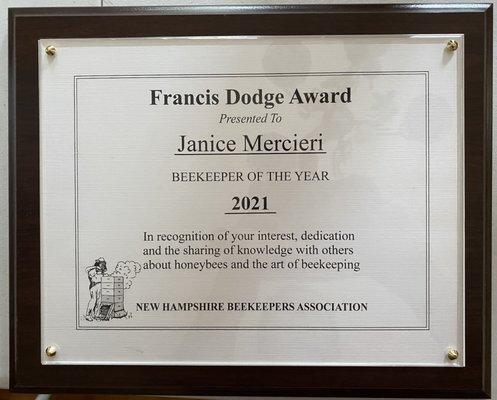 Francis Dodge Award
Presented To
Janice Mercieri
BEEKEEPER OF THE YEAR
2021
In recognition of your interest, dedication
and the sharing of knowledge with others
about honeybees and the art of beekeeping
NEW HAMPSHIRE BEEKEEPERS ASSOCIATION